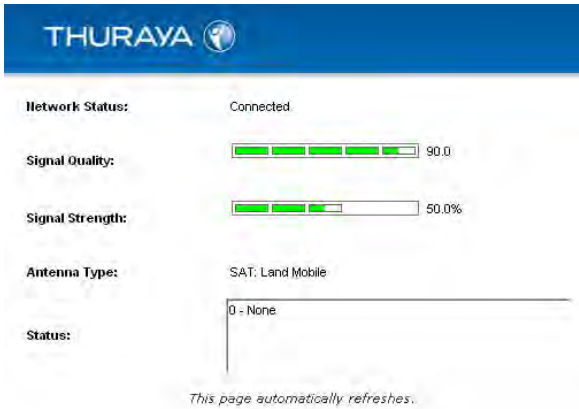 THURAYA
Network Status: Connected
Signal Quality: 90.0
Signal Strength: 50.0%
Antenna Type: SAT: Land Mobile
Status: 0 - None
This page automatically refreshes.